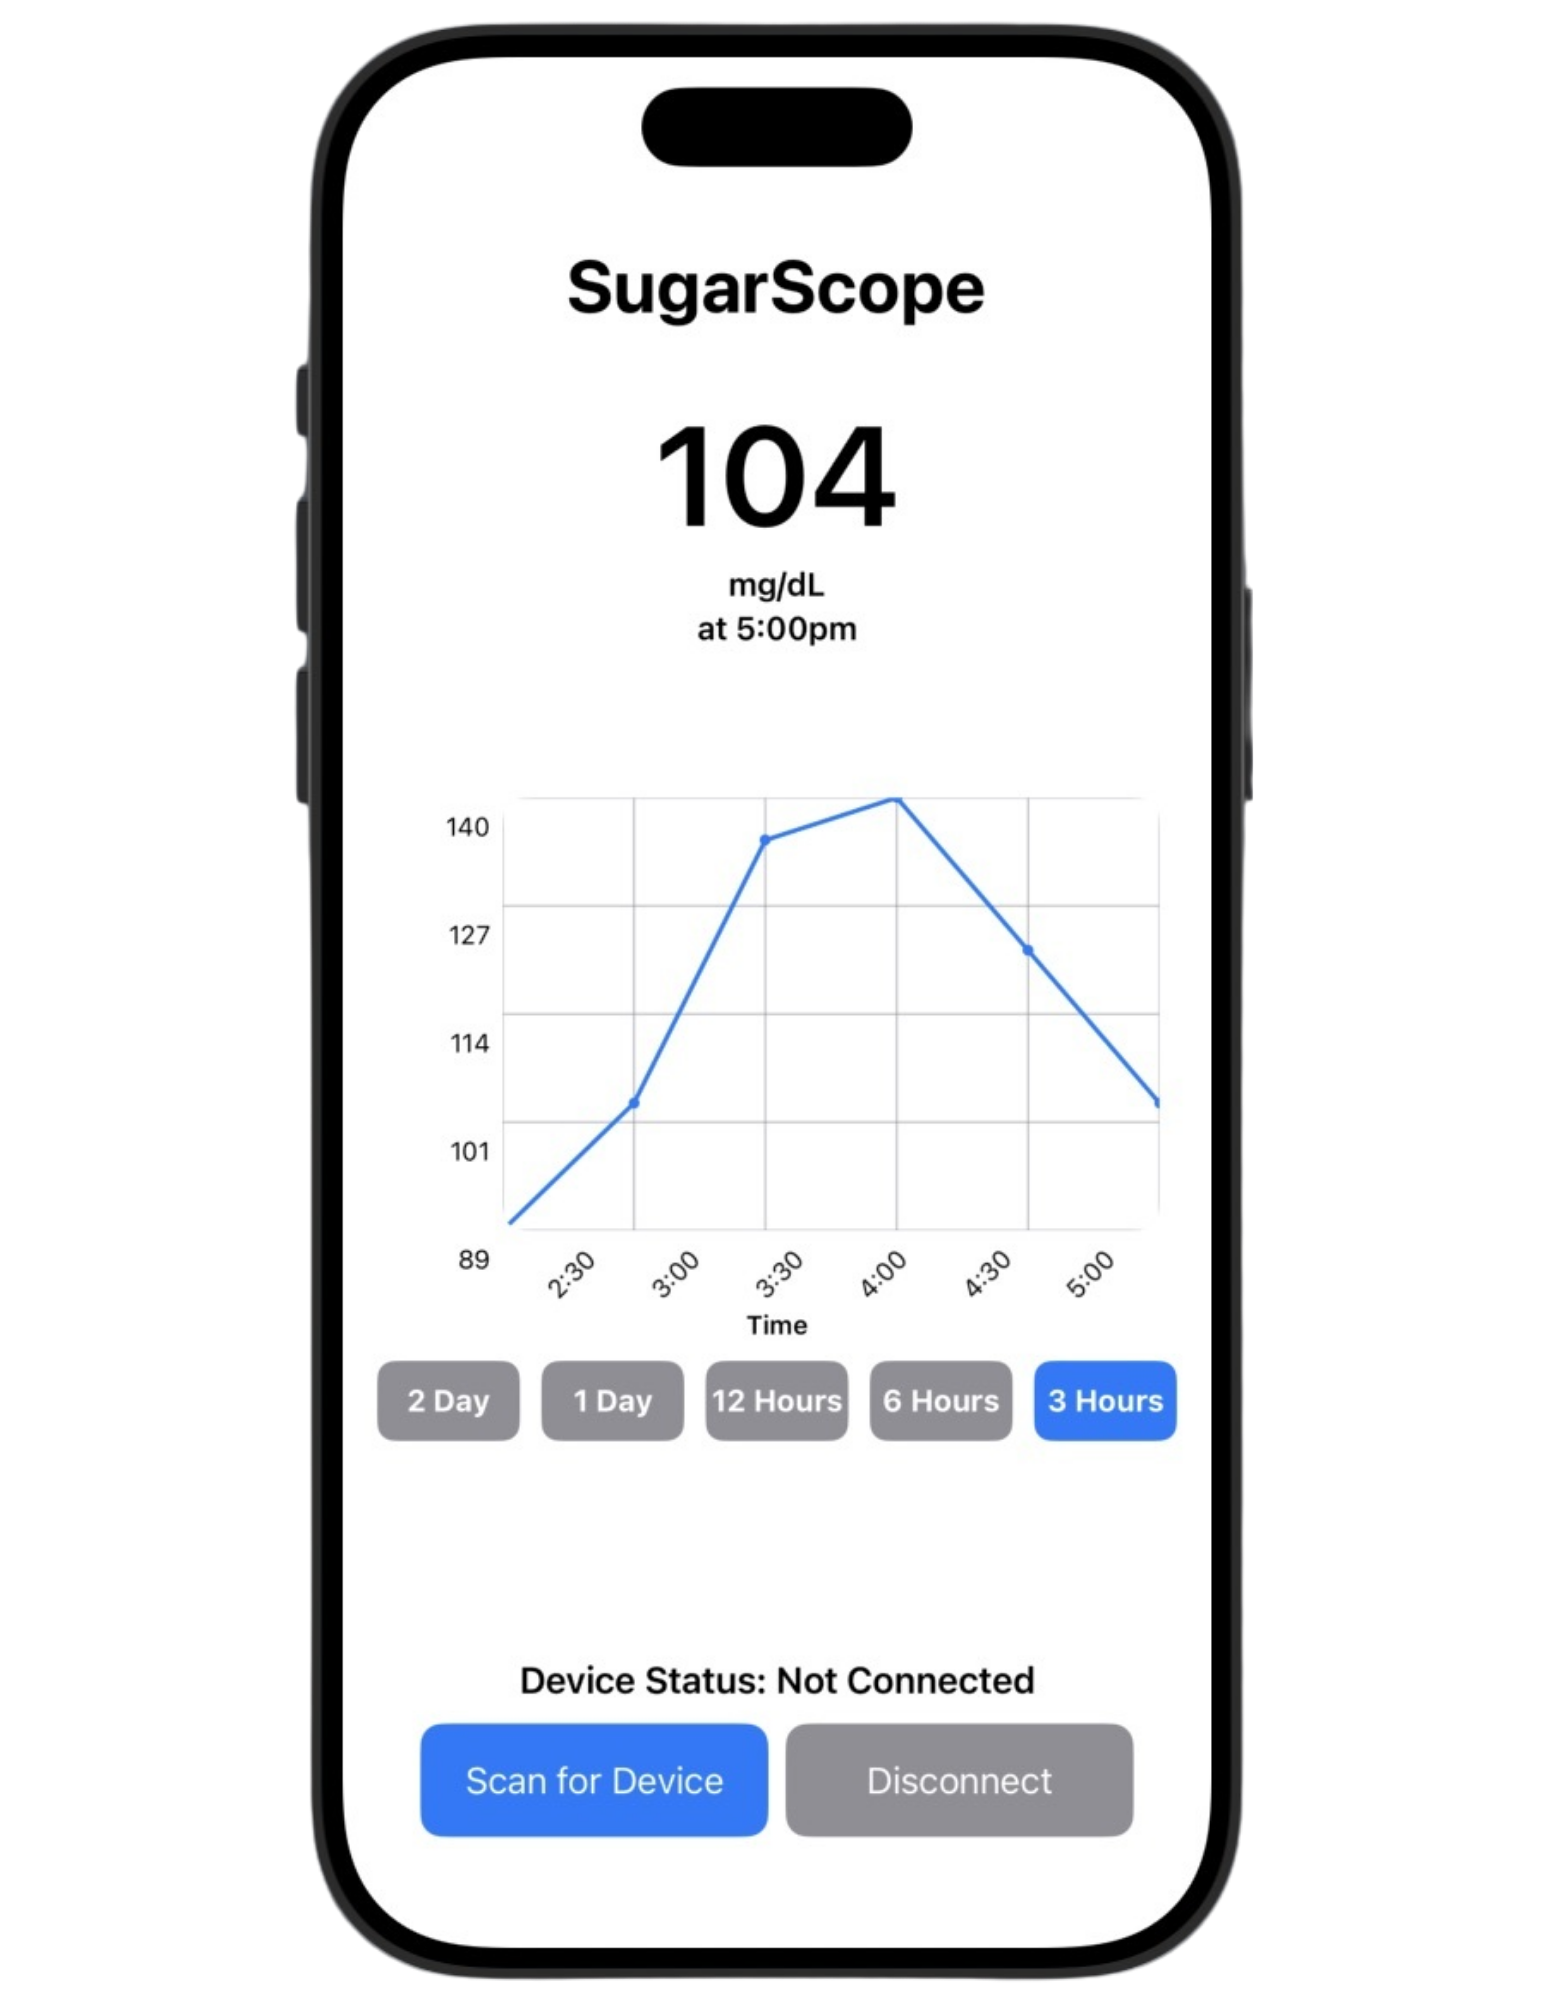 SugarScope
104
mg/dL
at 5:00pm
140
127
114
101
89
2:30 3:00 3:30 4:00 4:30 5:00
Time
2 Day 1 Day 12 Hours 6 Hours 3 Hours
Device Status: Not Connected
Scan for Device Disconnect